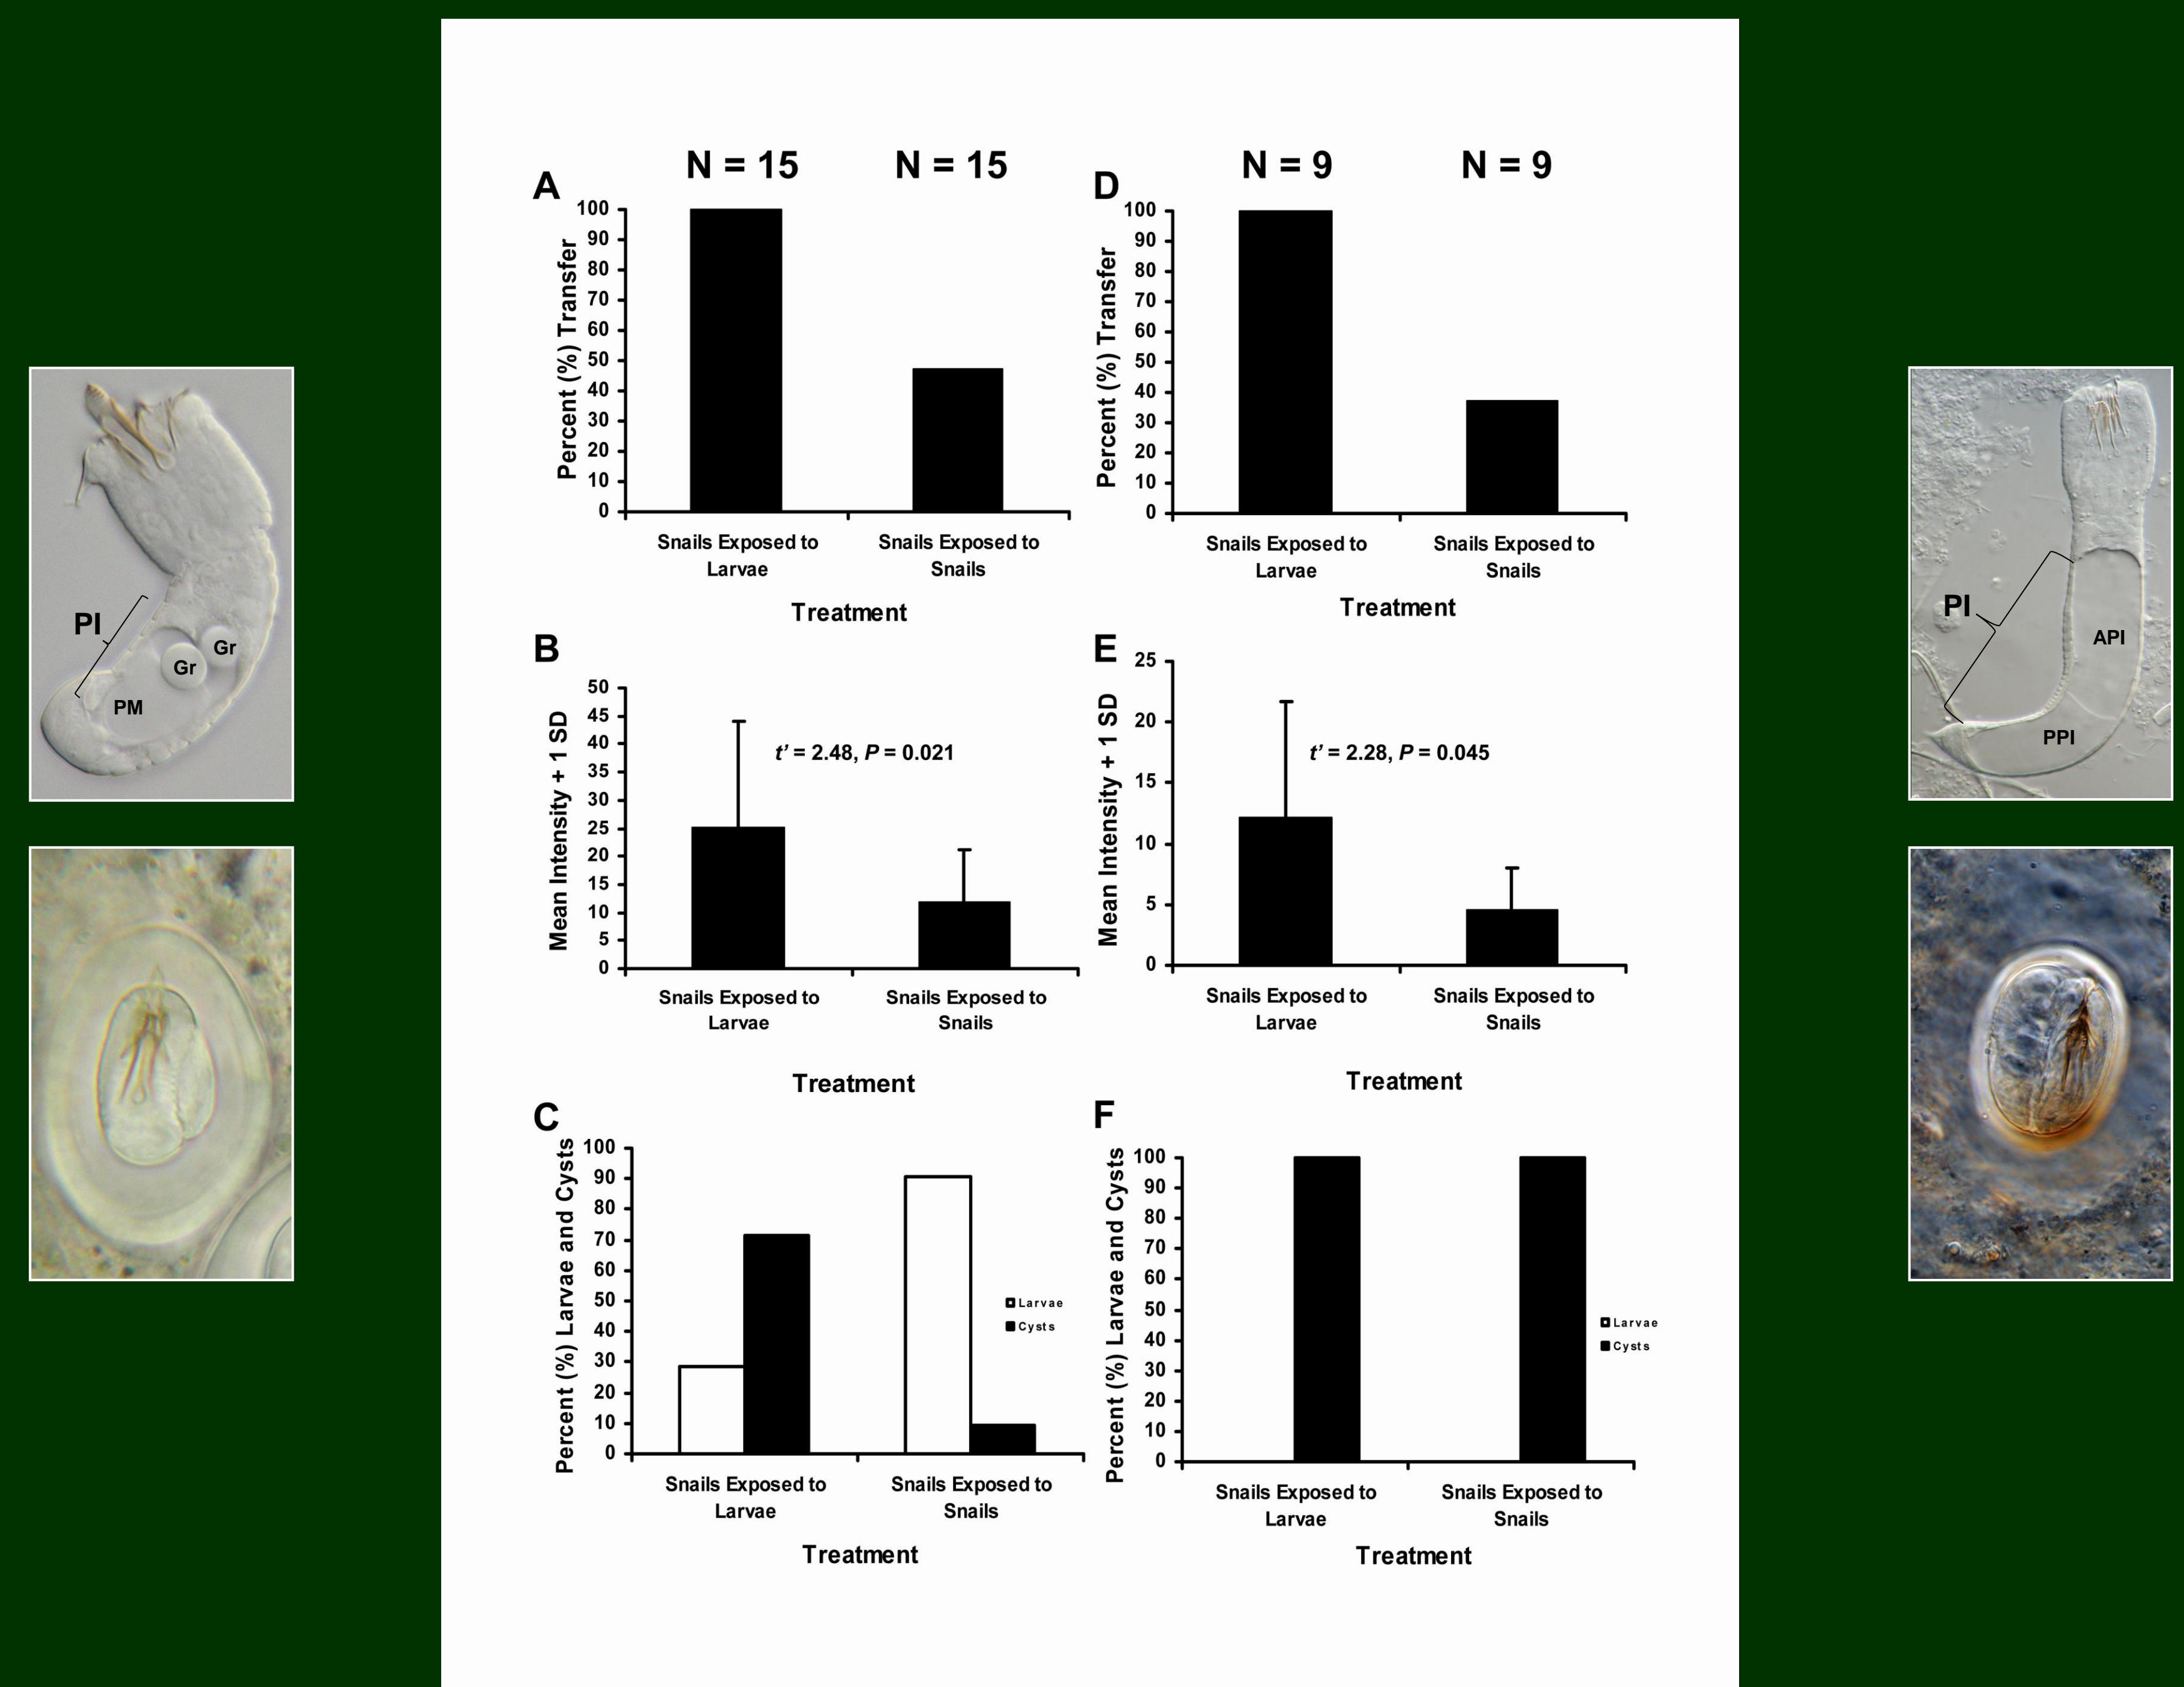 N = 15
N = 15
A
Percent (%) Transfer
100
90
80
70
60
50
40
30
20
10
0
Snails Exposed to
Larvae
Snails Exposed to
Snails
Treatment
N = 9
N = 9
D
Percent (%) Transfer
100
90
80
70
60
50
40
30
20
10
0
Snails Exposed to
Larvae
Snails Exposed to
Snails
Treatment
B
Mean Intensity + 1 SD
50
45
40
35
30
25
20
15
10
5
0
t’ = 2.48, P = 0.021
Snails Exposed to
Larvae
Snails Exposed to
Snails
Treatment
E
Mean Intensity + 1 SD
25
20
15
10
5
0
t’ = 2.28, P = 0.045
Snails Exposed to
Larvae
Snails Exposed to
Snails
Treatment
C
Percent (%) Larvae and Cysts
100
90
80
70
60
50
40
30
20
10
0
Larvae
Cysts
Snails Exposed to
Larvae
Snails Exposed to
Snails
Treatment
F
Percent (%) Larvae and Cysts
100
90
80
70
60
50
40
30
20
10
0
Larvae
Cysts
Snails Exposed to
Larvae
Snails Exposed to
Snails
Treatment
PI
Gr
Gr
PM
PI
API
PPI